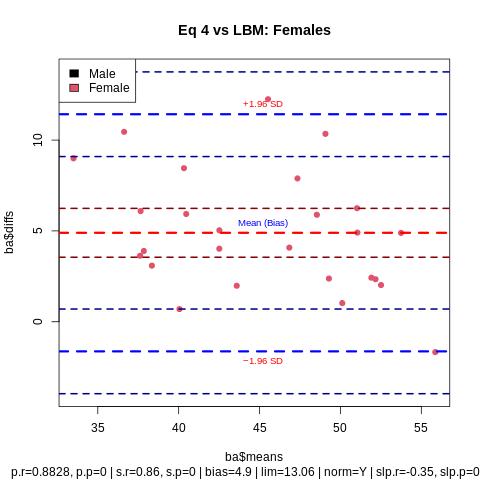 Eq 4 vs LBM: Females
Male
Female
+1.96 SD
Mean (Bias)
−1.96 SD
ba$diffs
0
5
10
35
40
45
50
55
ba$means
p.r=0.8828, p.p=0 | s.r=0.86, s.p=0 | bias=4.9 | lim=13.06 | norm=Y | slp.r=-0.35, slp.p=0